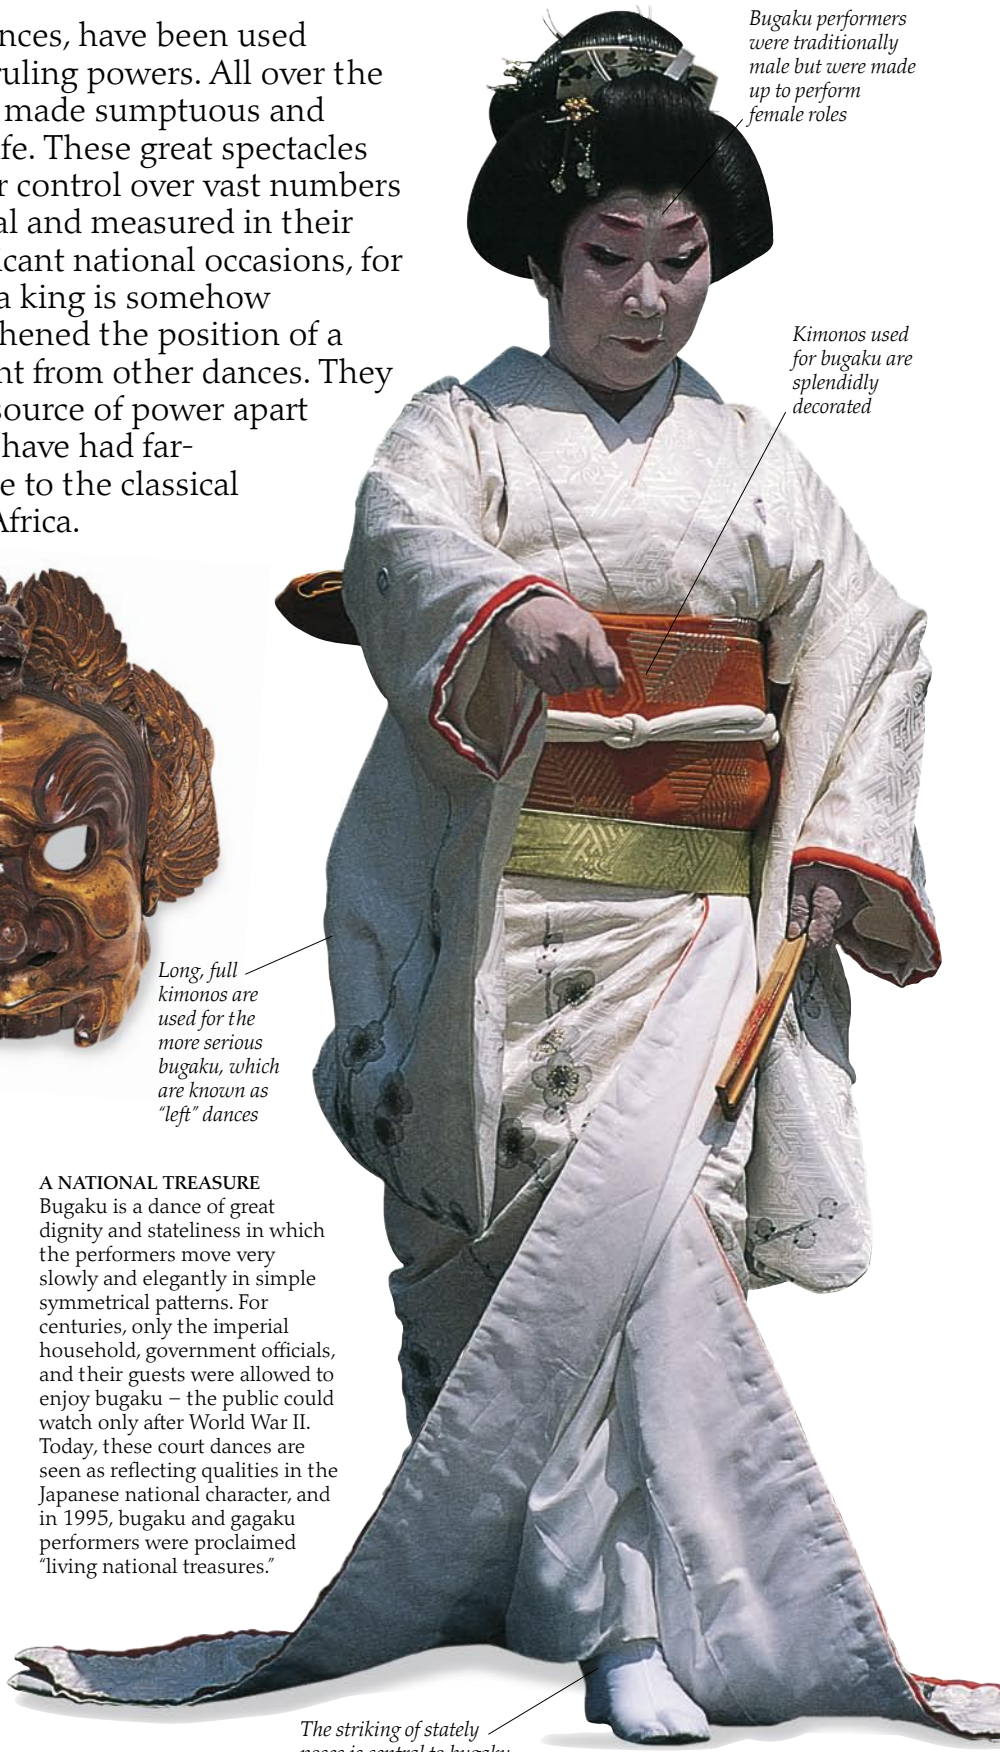 nces, have been used
ruling powers. All over the
made sumptuous and
fe. These great spectacles
r control over vast numbers
al and measured in their
icant national occasions, for
a king is somehow
hened the position of a
nt from other dances. They
source of power apart
have had far-
e to the classical
Africa.
Bugaku performers
were traditionally
male but were made
up to perform
female roles
Kimonos used
for bugaku are
splendidly
decorated
Long, full
kimonos are
used for the
more serious
bugaku, which
are known as
“left” dances
A NATIONAL TREASURE
Bugaku is a dance of great
dignity and stateliness in which
the performers move very
slowly and elegantly in simple
symmetrical patterns. For
centuries, only the imperial
household, government officials,
and their guests were allowed to
enjoy bugaku – the public could
watch only after World War II.
Today, these court dances are
seen as reflecting qualities in the
Japanese national character, and
in 1995, bugaku and gagaku
performers were proclaimed
“living national treasures.”
The striking of stately
poses is central to bugaku